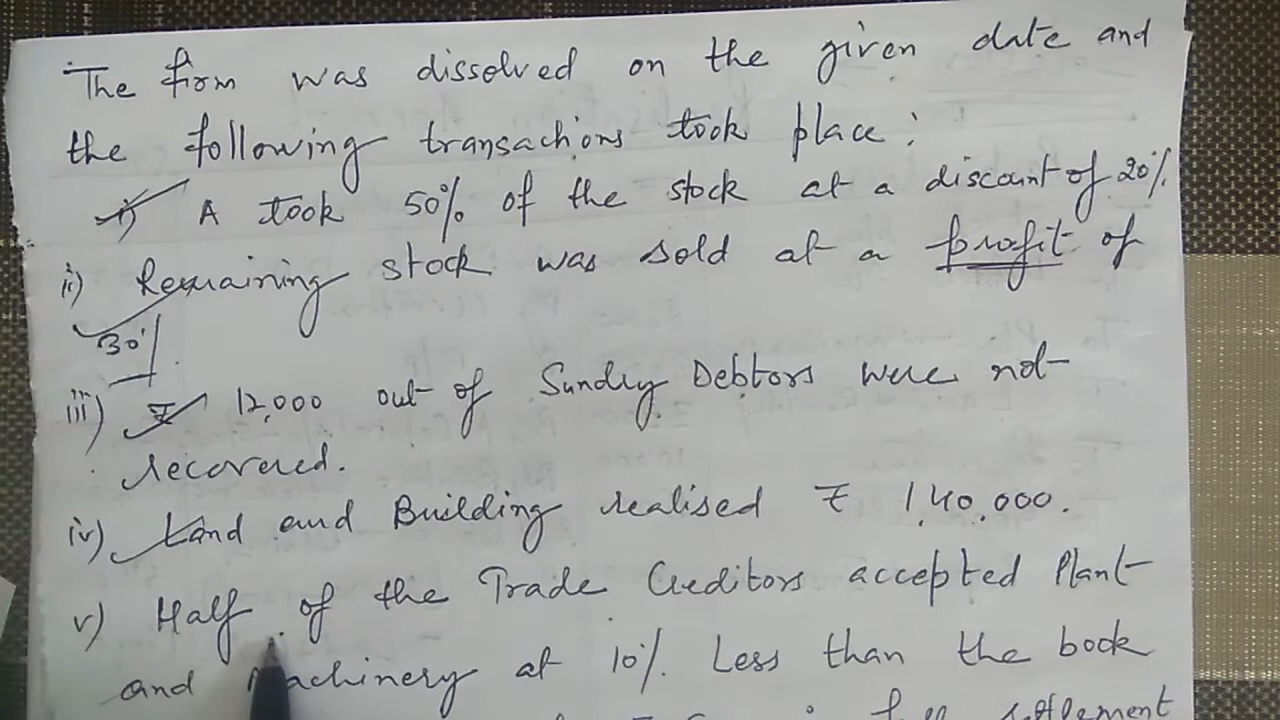 The firm was dissolved on the given date and
the following transactions took place :
i) A took 50% of the stock at a discount of 20%.
ii) Remaining stock was sold at a profit of
30%.
iii) ₹ 12,000 out of Sundry Debtors were not
recovered.
iv) Land and Building realised ₹ 1,40,000.
v) Half of the Trade Creditors accepted Plant
and Machinery at 10% Less than the book
full settlement